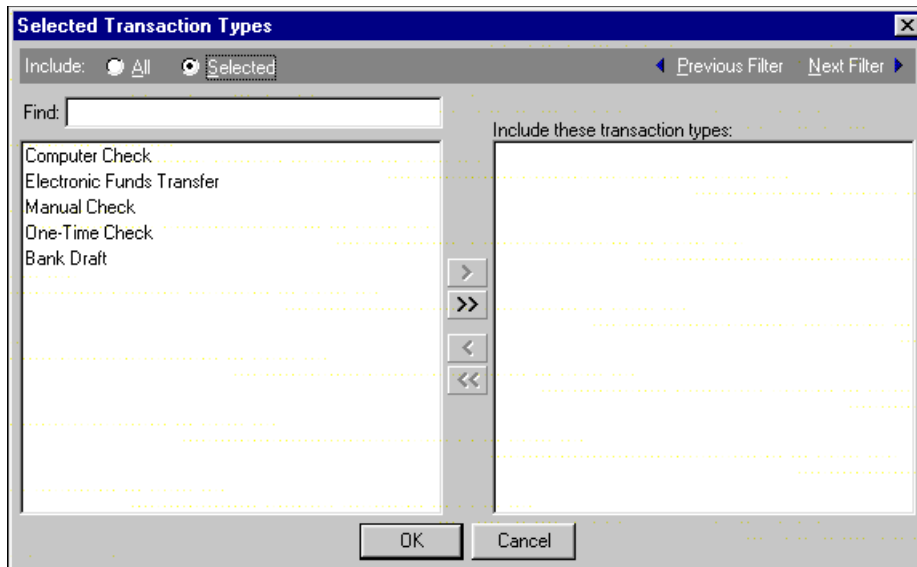 Selected Transaction Types
Include: All Selected Previous Filter Next Filter
Find:
Include these transaction types:
Computer Check
Electronic Funds Transfer
Manual Check
One-Time Check
Bank Draft
>
>>
<
<<
OK Cancel